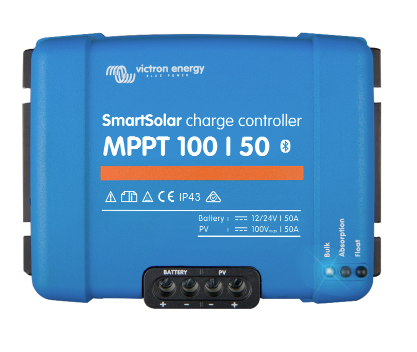 victron energy
BLUE POWER
SmartSolar charge controller
MPPT 100 | 50
CE IP43
Battery : 12/24V | 50A
PV : 100Vmax | 50A
Bulk
Absorption
Float
BATTERY || PV
+ - - +